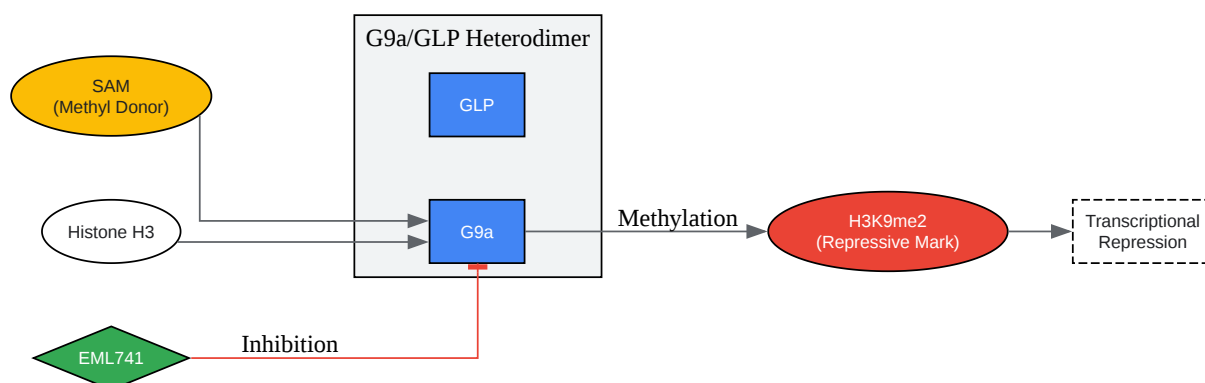 G9a/GLP Heterodimer
SAM
(Methyl Donor)
GLP
Histone H3
G9a
Methylation
H3K9me2
(Repressive Mark)
Transcriptional
Repression
EML741
Inhibition